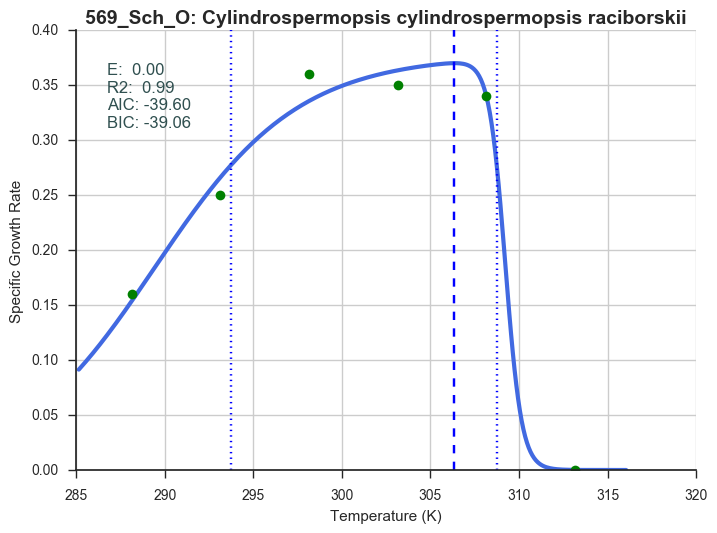 569_Sch_O: Cylindrospermopsis cylindrospermopsis raciborskii
E: 0.00
R2: 0.99
AIC: -39.60
BIC: -39.06
Specific Growth Rate
0.40
0.35
0.30
0.25
0.20
0.15
0.10
0.05
0.00
285 290 295 300 305 310 315 320
Temperature (K)